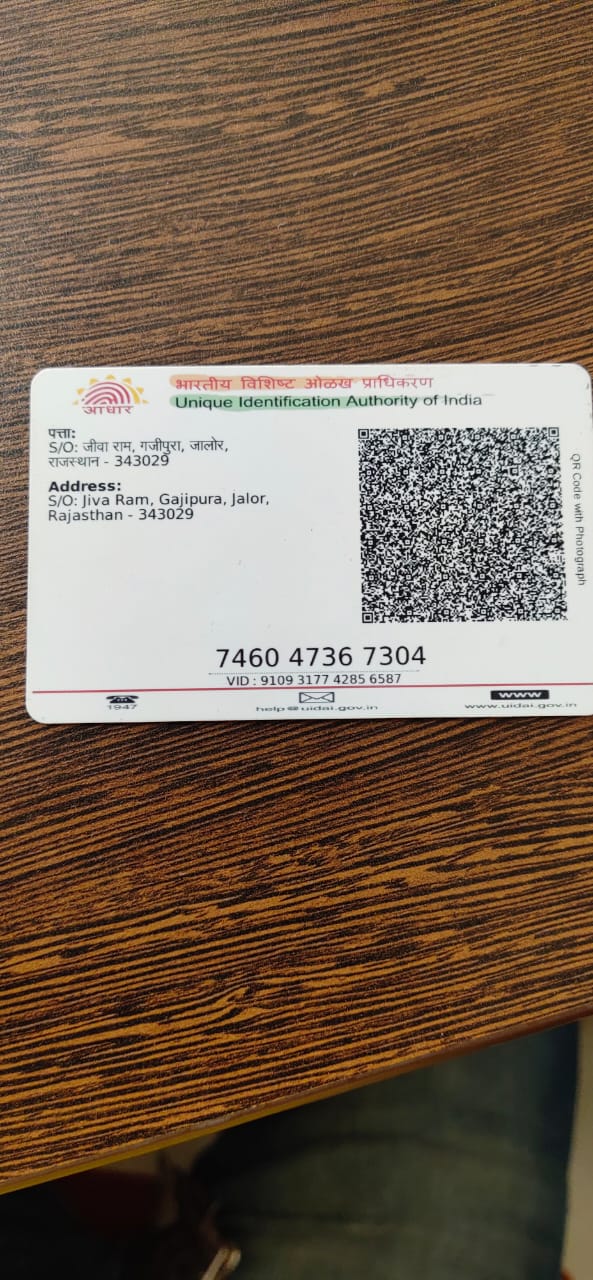 आधार
भारतीय विशिष्ट ओळख प्राधिकरण
Unique Identification Authority of India
पत्ता:
S/O: जीवा राम, गजीपुरा, जालोर,
राजस्थान - 343029
Address:
S/O: Jiva Ram, Gajipura, Jalor,
Rajasthan - 343029
QR Code with Photograph
7460 4736 7304
VID : 9109 3177 4285 6587
1947
help@uidai.gov.in
www
www.uidai.gov.in